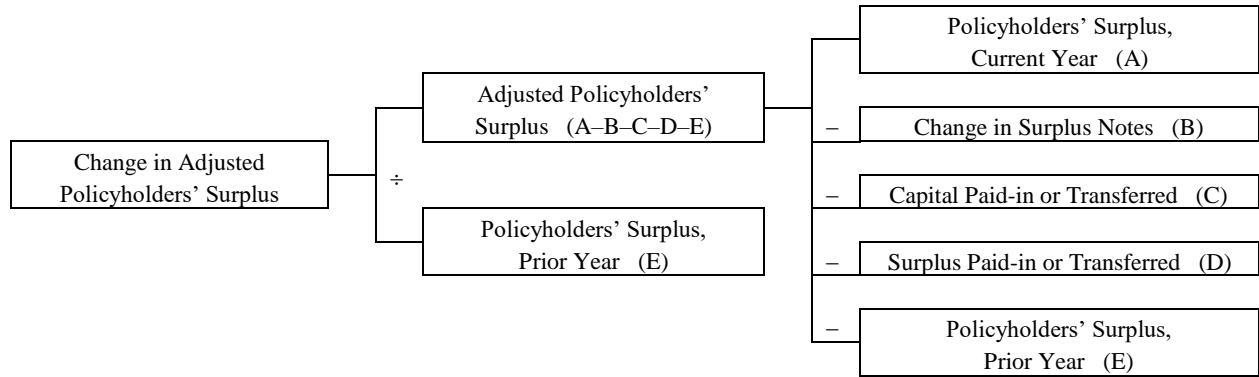 Change in Adjusted
Policyholders’ Surplus
÷
Adjusted Policyholders’
Surplus (A–B–C–D–E)
Policyholders’ Surplus,
Prior Year (E)
Policyholders’ Surplus,
Current Year (A)
– Change in Surplus Notes (B)
– Capital Paid-in or Transferred (C)
– Surplus Paid-in or Transferred (D)
– Policyholders’ Surplus,
Prior Year (E)